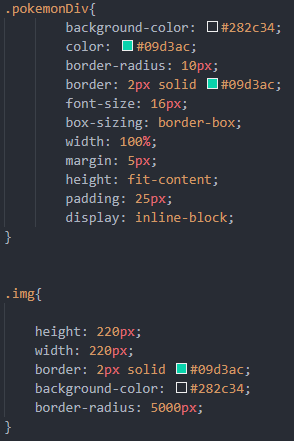 .pokemonDiv{
background-color: #282c34;
color: #09d3ac;
border-radius: 10px;
border: 2px solid #09d3ac;
font-size: 16px;
box-sizing: border-box;
width: 100%;
margin: 5px;
height: fit-content;
padding: 25px;
display: inline-block;
}
.img{
height: 220px;
width: 220px;
border: 2px solid #09d3ac;
background-color: #282c34;
border-radius: 5000px;
}